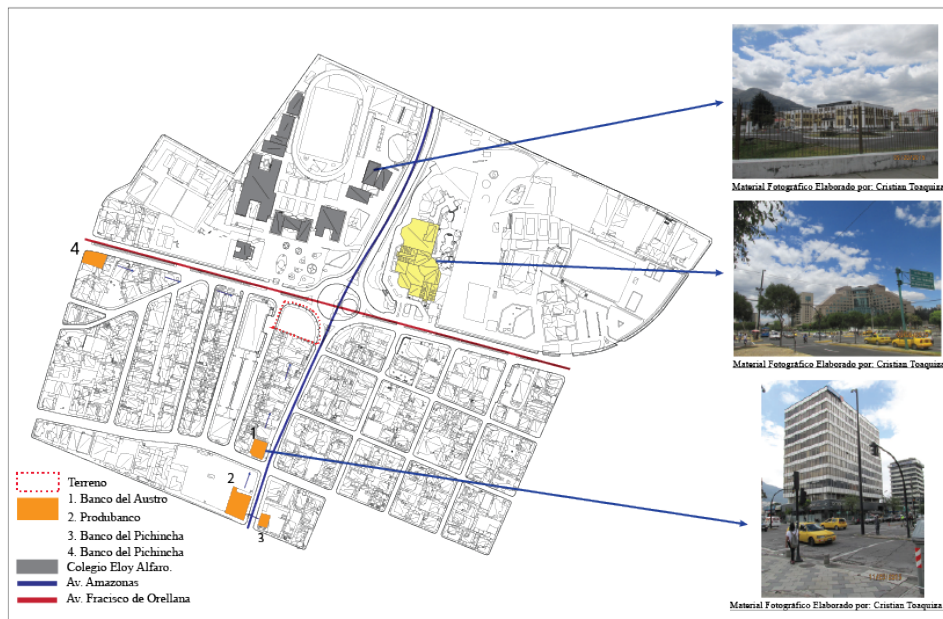 Material Fotográfico Elaborado por: Cristian Toaquiza
4
Material Fotográfico Elaborado por: Cristian Toaquiza
1
2
3
Terreno
1. Banco del Austro
2. Produbanco
3. Banco del Pichincha
4. Banco del Pichincha
Colegio Eloy Alfaro.
Av. Amazonas
Av. Fracisco de Orellana
Material Fotográfico Elaborado por: Cristian Toaquiza